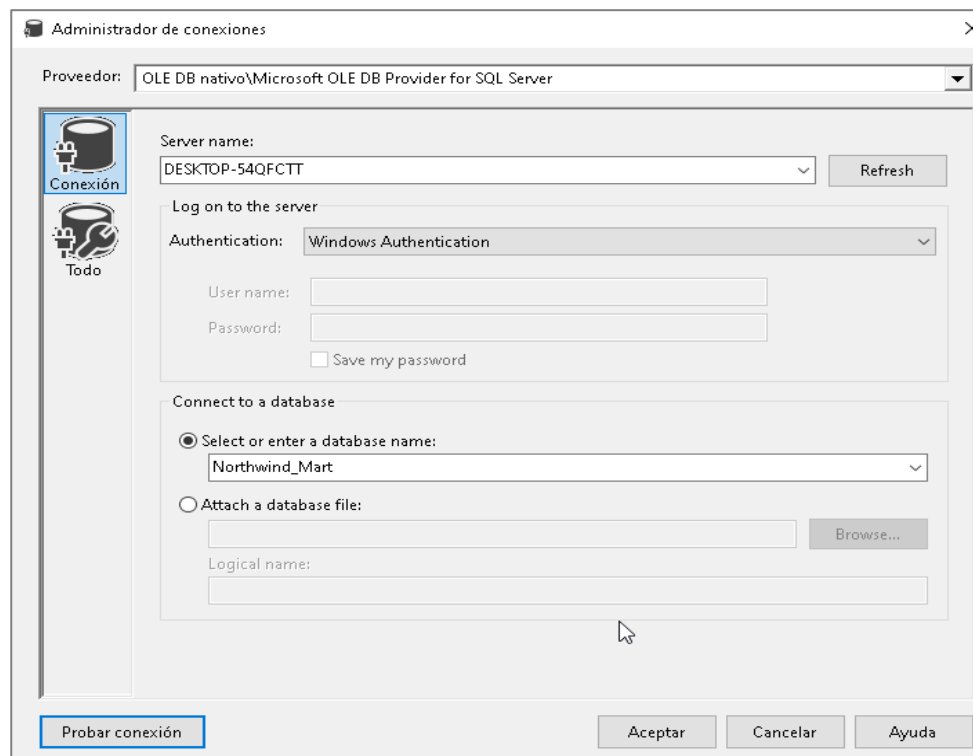 Administrador de conexiones
Proveedor: OLE DB nativo\Microsoft OLE DB Provider for SQL Server
Conexión
Todo
Server name:
DESKTOP-54QFCTT
Refresh
Log on to the server
Authentication: Windows Authentication
User name:
Password:
Save my password
Connect to a database
Select or enter a database name:
Northwind_Mart
Attach a database file:
Browse...
Logical name:
Probar conexión
Aceptar
Cancelar
Ayuda